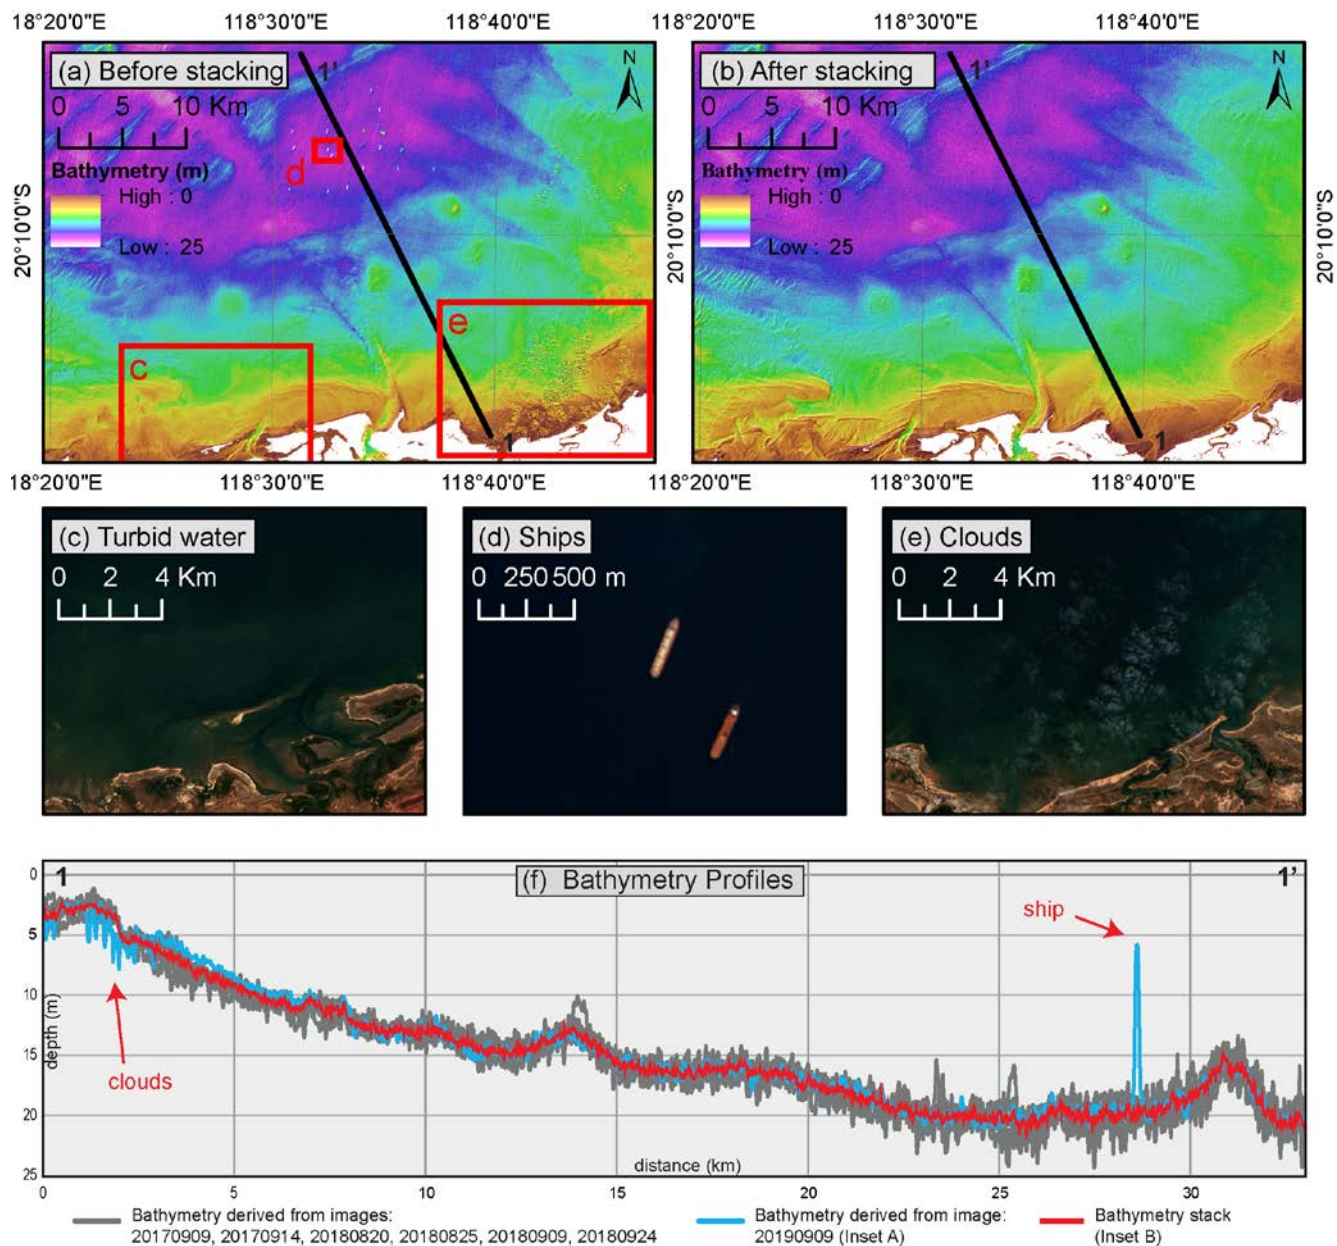 118°20'0"E 118°30'0"E 118°40'0"E 118°20'0"E 118°30'0"E 118°40'0"E
(a) Before stacking
1'
N
0 5 10 Km
Bathymetry (m)
High : 0
Low : 25
d
c
e
1
20°10'0"S
(b) After stacking
1'
N
0 5 10 Km
Bathymetry (m)
High : 0
Low : 25
1
20°10'0"S
20°10'0"S
118°20'0"E 118°30'0"E 118°40'0"E 118°20'0"E 118°30'0"E 118°40'0"E
(c) Turbid water
0 2 4 Km
(d) Ships
0 250 500 m
(e) Clouds
0 2 4 Km
(f) Bathymetry Profiles
1
1’
ship
clouds
depth (m)
0
5
10
15
20
25
distance (km)
0 5 10 15 20 25 30
Bathymetry derived from images:
20170909, 20170914, 20180820, 20180825, 20180909, 20180924
Bathymetry derived from image:
20190909 (Inset A)
Bathymetry stack
(Inset B)